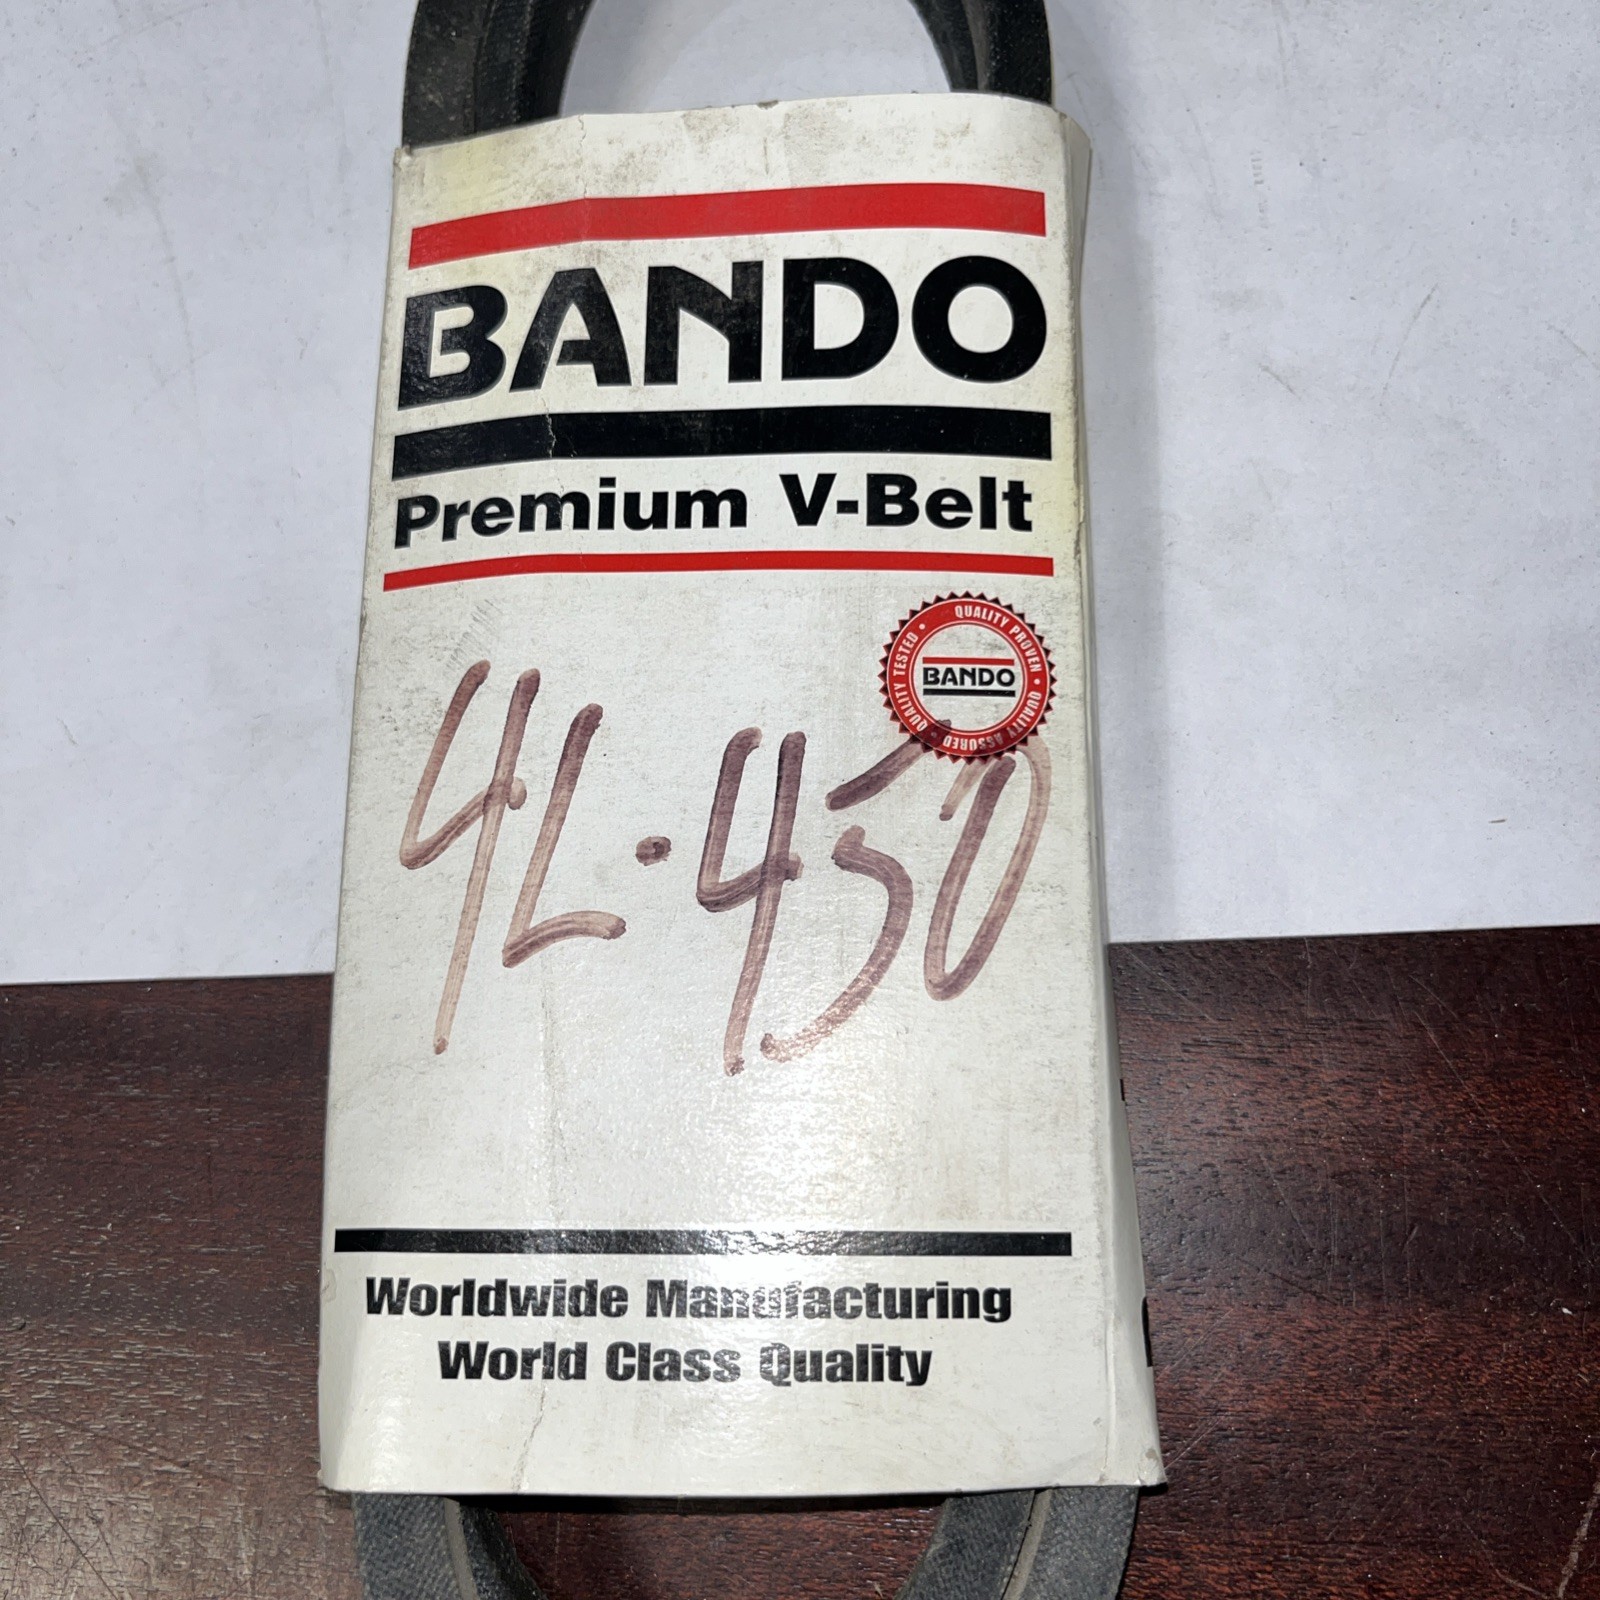 BANDO
Premium V-Belt
QUALITY TESTED • QUALITY PROVEN • QUALITY ASSURED •
BANDO
4L-450
Worldwide Manufacturing
World Class Quality